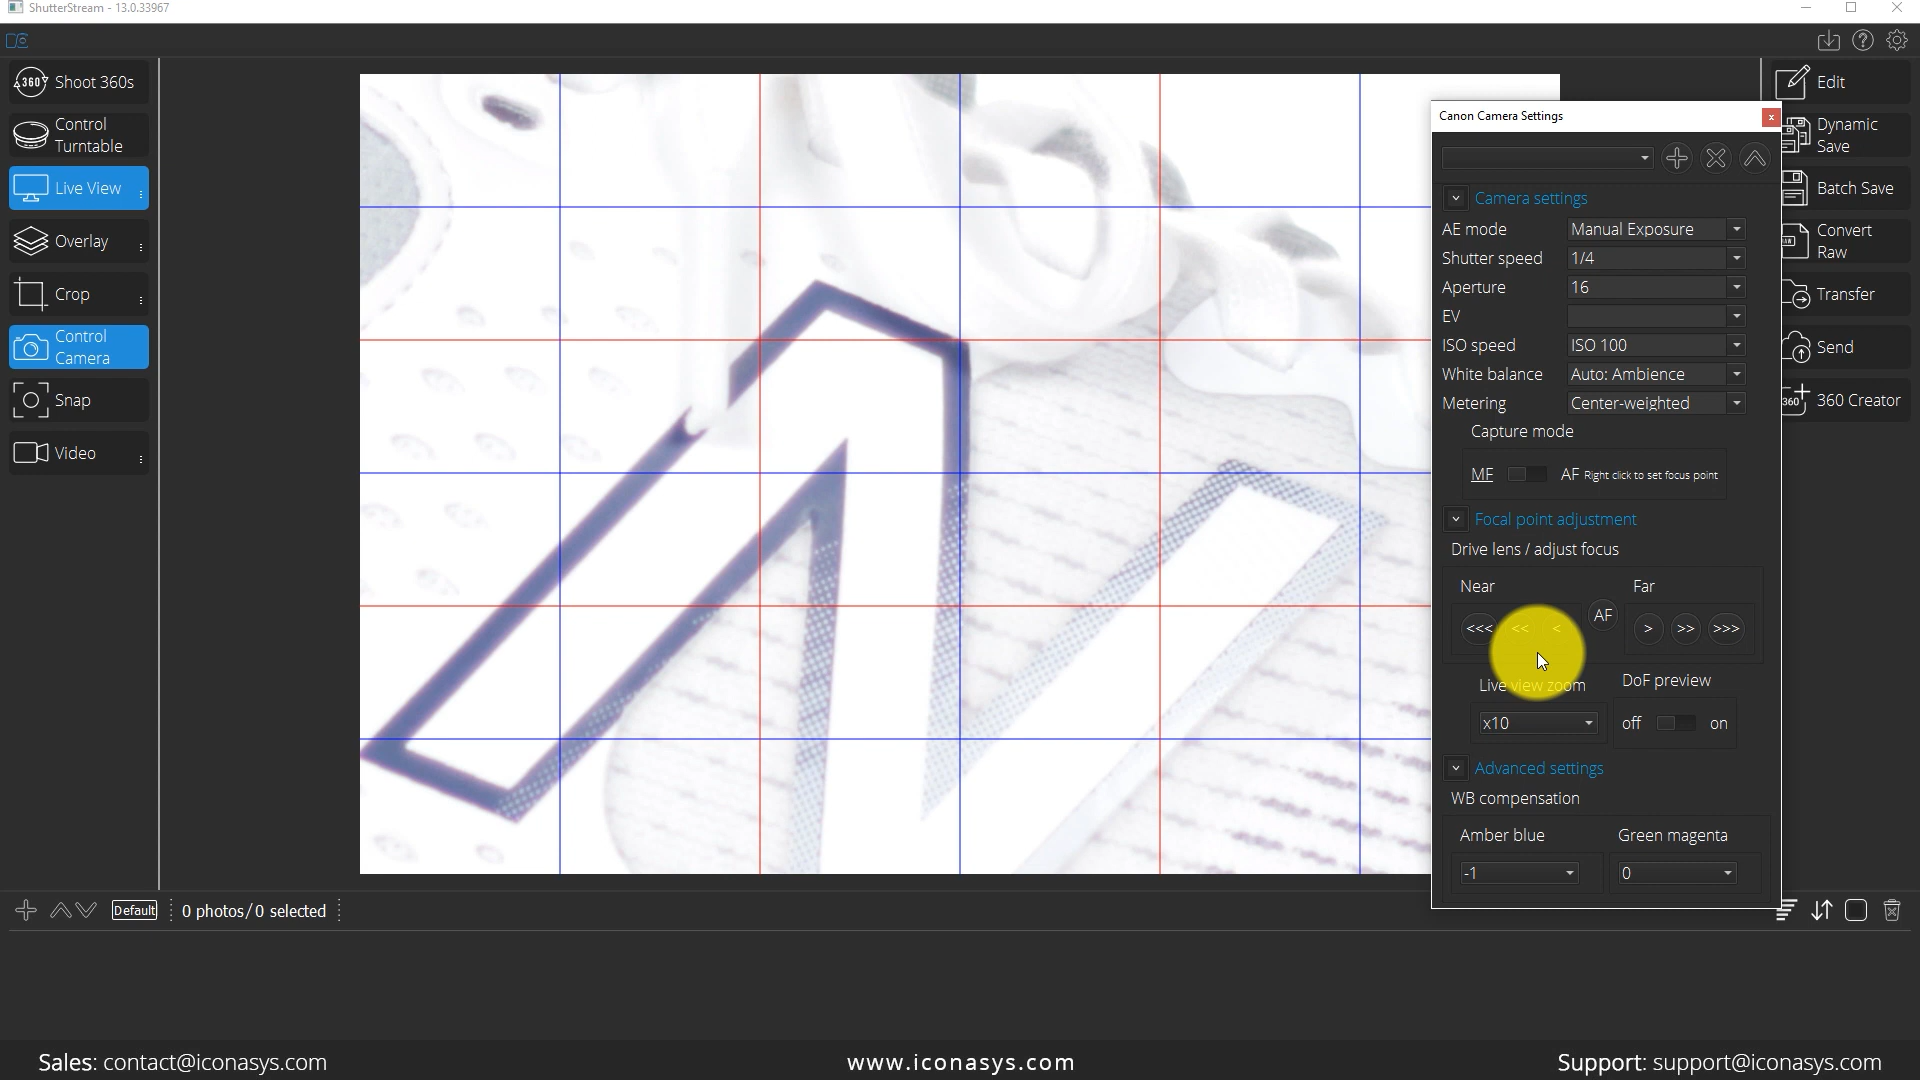 ShutterStream - 13.0.33967
Shoot 360s
Control
Turntable
Live View
Overlay
Crop
Control
Camera
Snap
Video
Canon Camera Settings
Camera settings
AE mode Manual Exposure
Shutter speed 1/4
Aperture 16
EV
ISO speed ISO 100
White balance Auto: Ambience
Metering Center-weighted
Capture mode
MF AF Right click to set focus point
Focal point adjustment
Drive lens / adjust focus
Near Far
<<< << < AF > >> >>>
Live view zoom DoF preview
x10 off on
Advanced settings
WB compensation
Amber blue Green magenta
-1 0
Edit
Dynamic
Save
Batch Save
Convert
Raw
Transfer
Send
360 Creator
Default 0 photos/0 selected
Sales: contact@iconasys.com www.iconasys.com Support: support@iconasys.com